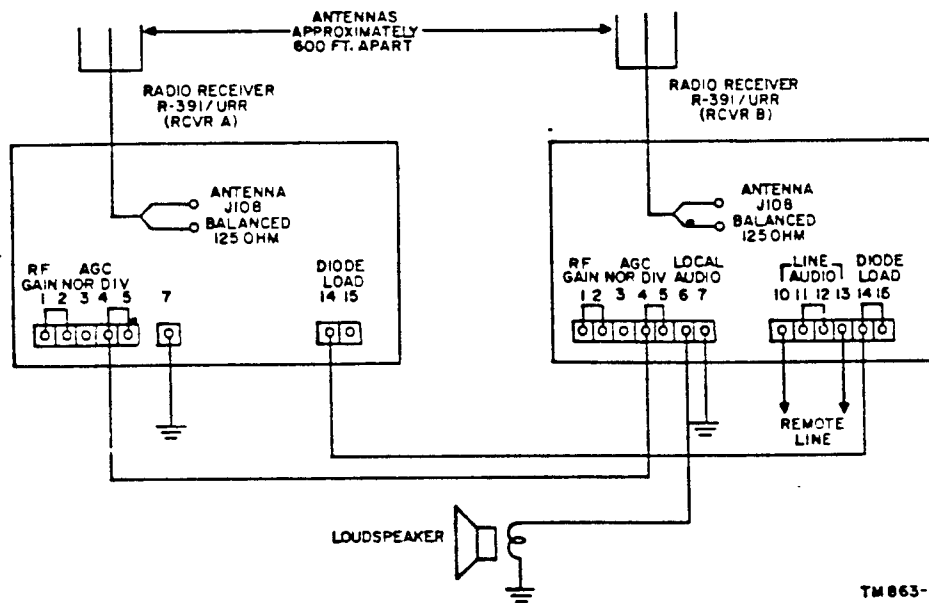 ANTENNAS
APPROXIMATELY
600 FT. APART
RADIO RECEIVER
R-391/URR
(RCVR A)
RADIO RECEIVER
R-391/URR
(RCVR B)
ANTENNA
J108
BALANCED
125 OHM
RF
GAIN
AGC
NOR DIV
1 2 3 4 5
7
DIODE
LOAD
14 15
ANTENNA
J108
BALANCED
125 OHM
RF
GAIN
AGC
NOR DIV
LOCAL
AUDIO
1 2 3 4 5 6 7
LINE
AUDIO
DIODE
LOAD
10 11 12 13 14 15
REMOTE
LINE
LOUDSPEAKER
TM 863-